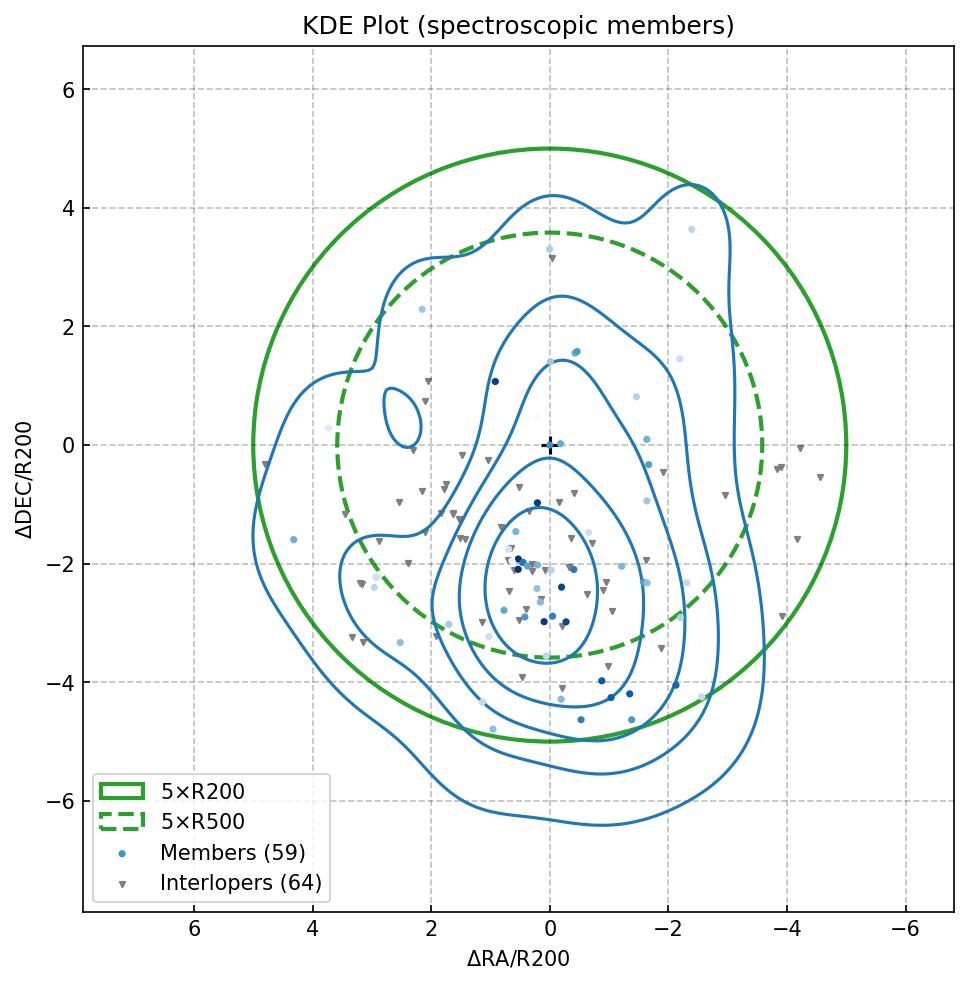 KDE Plot (spectroscopic members)
6
4
2
0
−2
−4
−6
ΔDEC/R200
5×R200
5×R500
Members (59)
Interlopers (64)
6
4
2
0
−2
−4
−6
ΔRA/R200